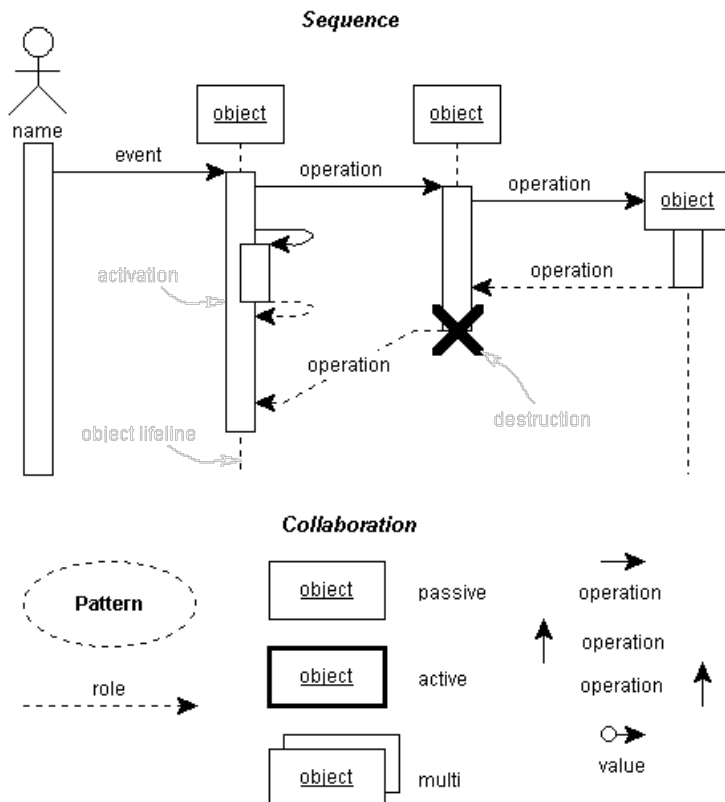 Sequence
name
object
object
event
operation
operation
object
activation
operation
operation
object lifeline
destruction
Collaboration
Pattern
object
passive
operation
operation
role
object
active
operation
object
multi
value